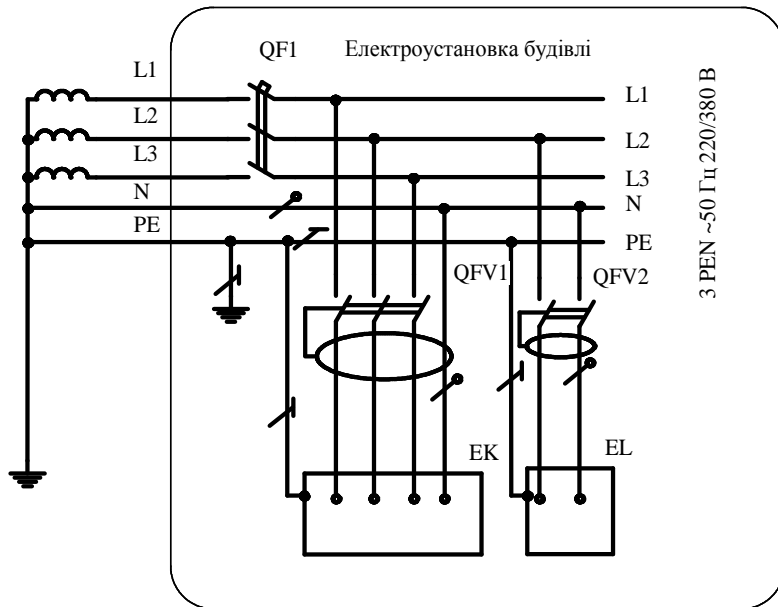 QF1
Електроустановка будівлі
L1
L2
L3
N
PE
L1
L2
L3
N
PE
3 PEN ~50 Гц 220/380 В
QFV1
QFV2
EK
EL